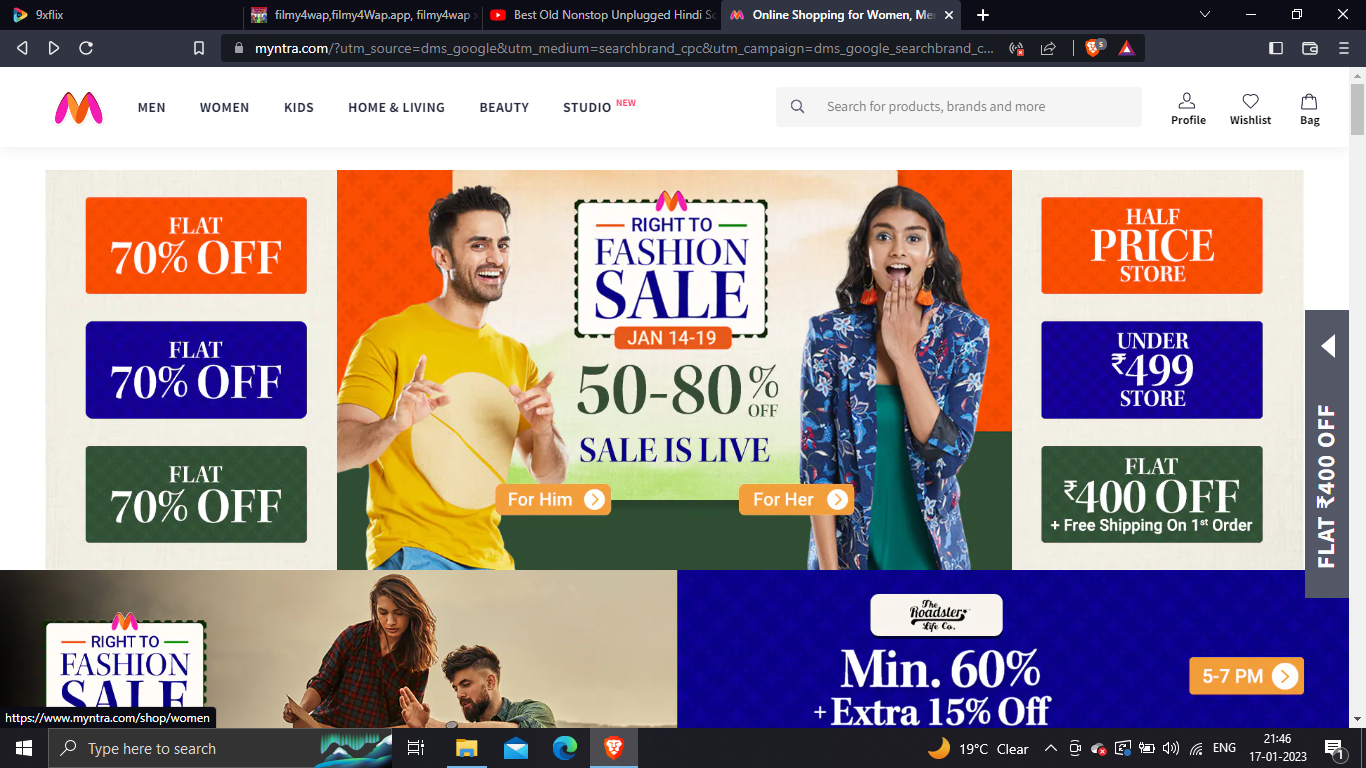 9xflix
filmy4wap,filmy4Wap.app, filmy4wap
Best Old Nonstop Unplugged Hindi So
Online Shopping for Women, Me
myntra.com/?utm_source=dms_google&utm_medium=searchbrand_cpc&utm_campaign=dms_google_searchbrand_c...
5
MEN
WOMEN
KIDS
HOME & LIVING
BEAUTY
STUDIO NEW
Search for products, brands and more
Profile
Wishlist
Bag
FLAT
70% OFF
FLAT
70% OFF
FLAT
70% OFF
RIGHT TO
FASHION
SALE
JAN 14-19
50-80%
OFF
SALE IS LIVE
For Him
For Her
HALF
PRICE
STORE
UNDER
₹499
STORE
FLAT
₹400 OFF
+ Free Shipping On 1st Order
FLAT ₹400 OFF
RIGHT TO
FASHION
SALE
The
Roadster
Life Co.
Min. 60%
+Extra 15% Off
5-7 PM
https://www.myntra.com/shop/women
Type here to search
19°C Clear
ENG
21:46
17-01-2023
1